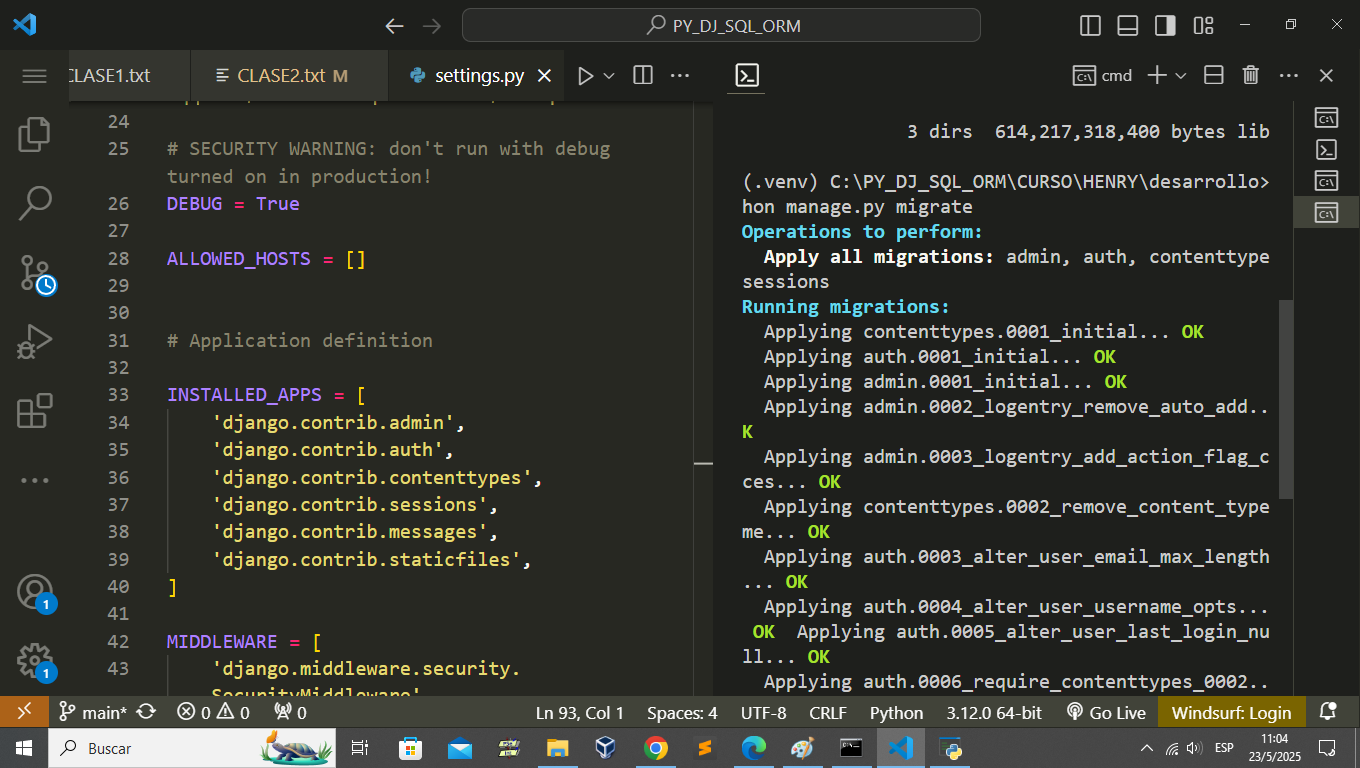 PY_DJ_SQL_ORM
CLASE1.txt
CLASE2.txt M
settings.py
cmd
24
25 # SECURITY WARNING: don't run with debug
turned on in production!
26 DEBUG = True
27
28 ALLOWED_HOSTS = []
29
30
31 # Application definition
32
33 INSTALLED_APPS = [
34 'django.contrib.admin',
35 'django.contrib.auth',
36 'django.contrib.contenttypes',
37 'django.contrib.sessions',
38 'django.contrib.messages',
39 'django.contrib.staticfiles',
40 ]
41
42 MIDDLEWARE = [
43 'django.middleware.security.
SecurityMiddleware'
3 dirs 614,217,318,400 bytes lib
(.venv) C:\PY_DJ_SQL_ORM\CURSO\HENRY\desarrollo>
hon manage.py migrate
Operations to perform:
Apply all migrations: admin, auth, contenttype
sessions
Running migrations:
Applying contenttypes.0001_initial... OK
Applying auth.0001_initial... OK
Applying admin.0001_initial... OK
Applying admin.0002_logentry_remove_auto_add..
K
Applying admin.0003_logentry_add_action_flag_c
ces... OK
Applying contenttypes.0002_remove_content_type
me... OK
Applying auth.0003_alter_user_email_max_length
... OK
Applying auth.0004_alter_user_username_opts...
OK Applying auth.0005_alter_user_last_login_nu
ll... OK
Applying auth.0006_require_contenttypes_0002..
1
1
main*
0 0
0
Ln 93, Col 1
Spaces: 4
UTF-8
CRLF
Python
3.12.0 64-bit
Go Live
Windsurf: Login
Buscar
ESP
11:04
23/5/2025